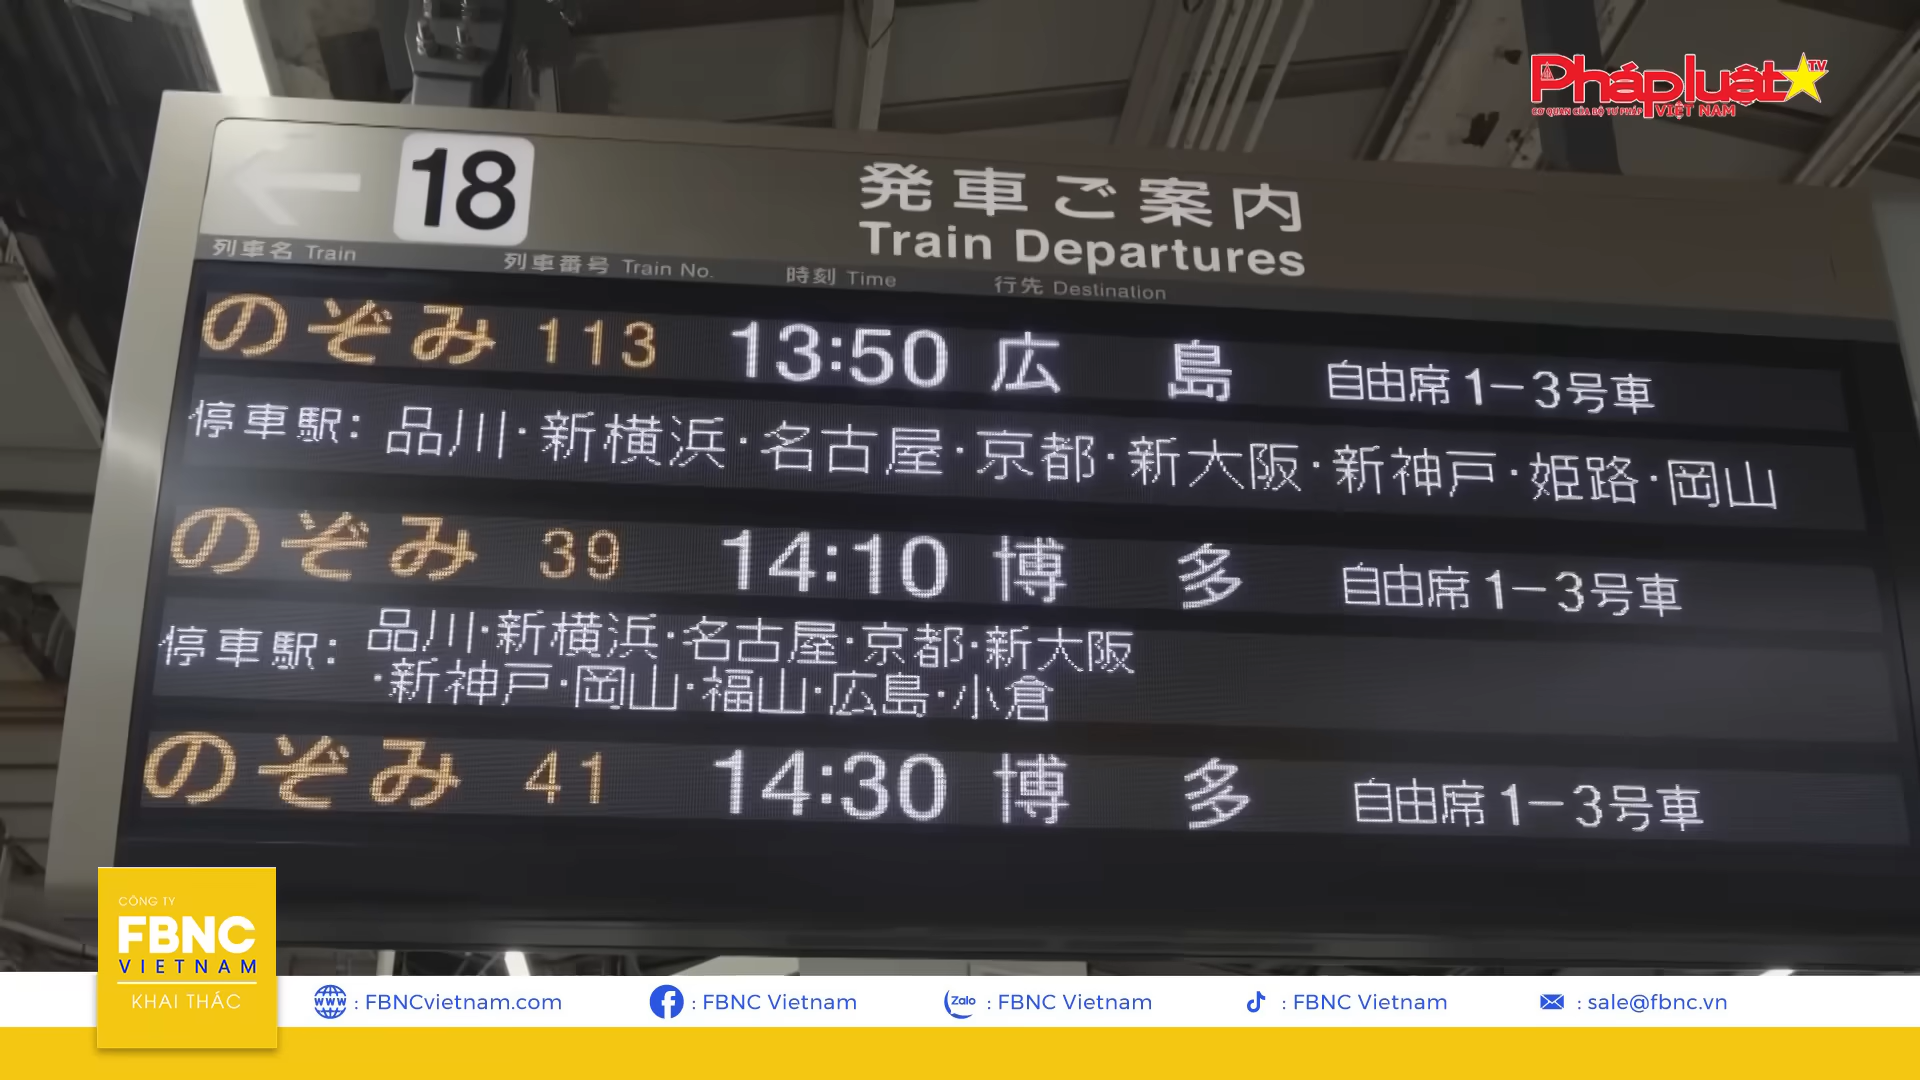 Phápluật TV
CƠ QUAN CỦA BỘ TƯ PHÁP VIỆT NAM
18 発車ご案内
Train Departures
列車名 Train 列車番号 Train No. 時刻 Time 行先 Destination
のぞみ 113 13:50 広島 自由席1-3号車
停車駅: 品川・新横浜・名古屋・京都・新大阪・新神戸・姫路・岡山
のぞみ 39 14:10 博多 自由席1-3号車
停車駅: 品川・新横浜・名古屋・京都・新大阪
・新神戸・岡山・福山・広島・小倉
のぞみ 41 14:30 博多 自由席1-3号車
CÔNG TY
FBNC
VIETNAM
KHAI THÁC
www : FBNCvietnam.com : FBNC Vietnam Zalo : FBNC Vietnam : FBNC Vietnam : sale@fbnc.vn